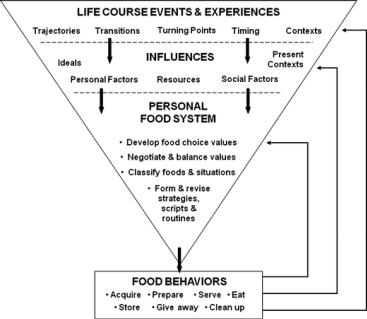 LIFE COURSE EVENTS & EXPERIENCES
Trajectories Transitions Turning Points Timing Contexts
INFLUENCES
Ideals
Present
Contexts
Personal Factors Resources Social Factors
PERSONAL
FOOD SYSTEM
• Develop food choice values
• Negotiate & balance values
• Classify foods & situations
• Form & revise
strategies,
scripts &
routines
FOOD BEHAVIORS
• Acquire • Prepare • Serve • Eat
• Store • Give away • Clean up